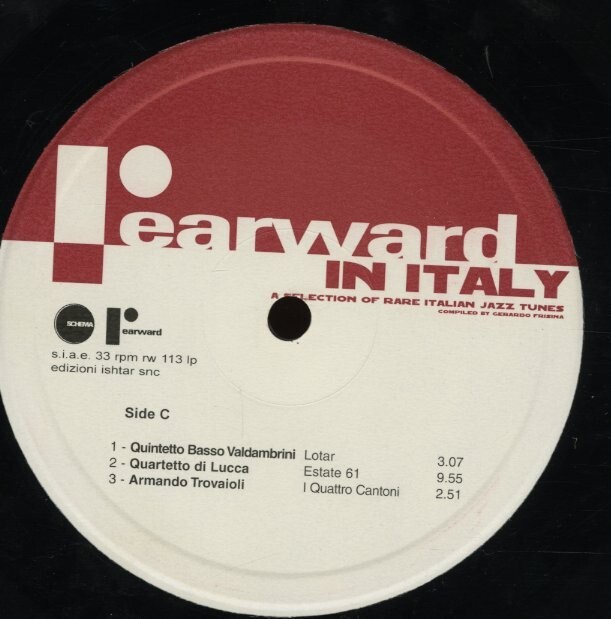 rearward
IN ITALY
A SELECTION OF RARE ITALIAN JAZZ TUNES
COMPILED BY GERARDO FRISINA
SCHEMA
rearward
s.i.a.e. 33 rpm rw 113 lp
edizioni ishtar snc
Side C
1 - Quintetto Basso Valdambrini Lotar 3.07
2 - Quartetto di Lucca Estate 61 9.55
3 - Armando Trovaioli I Quattro Cantoni 2.51